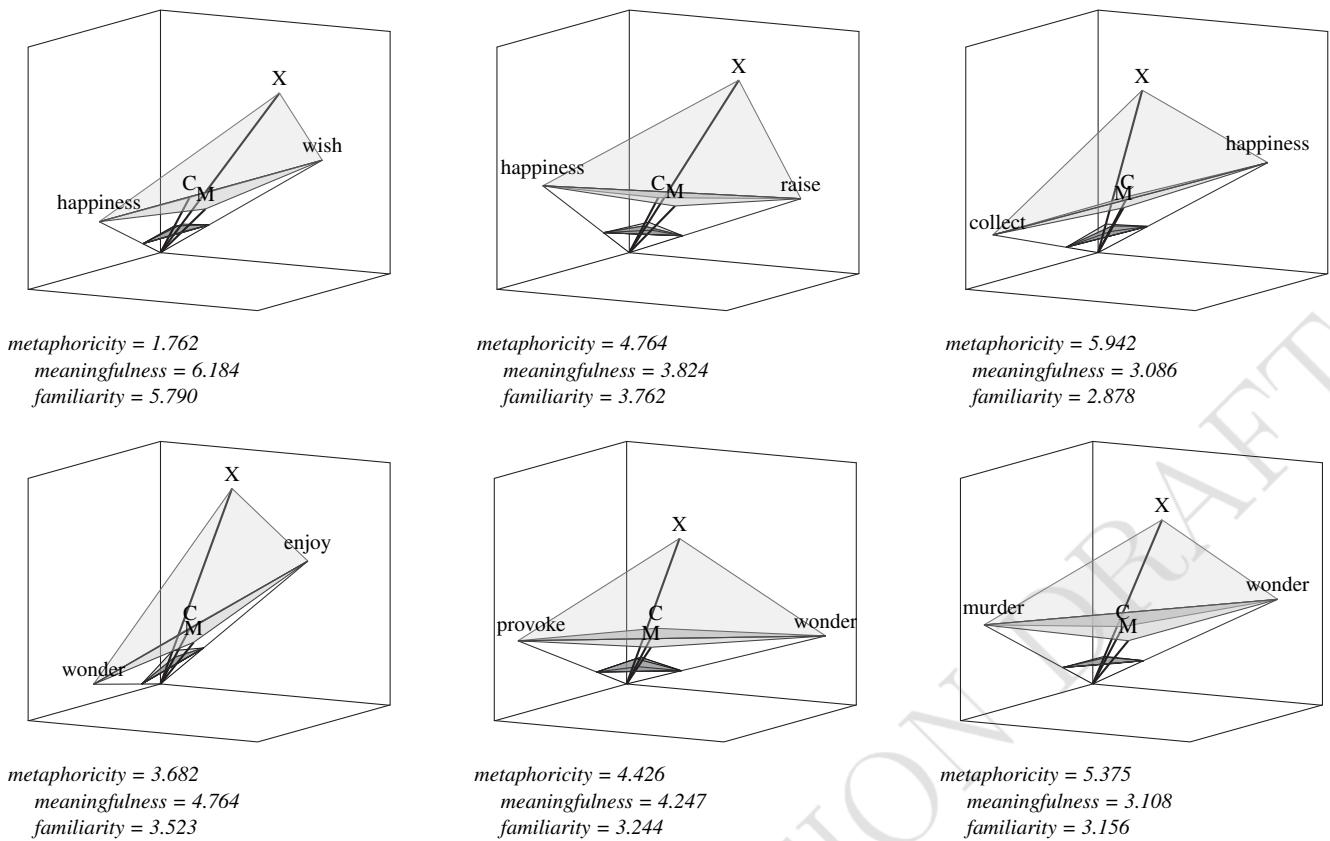 X
wish
C
M
happiness
metaphoricity = 1.762
meaningfulness = 6.184
familiarity = 5.790
X
happiness
C
M
raise
metaphoricity = 4.764
meaningfulness = 3.824
familiarity = 3.762
X
happiness
C
M
collect
metaphoricity = 5.942
meaningfulness = 3.086
familiarity = 2.878
X
enjoy
C
M
wonder
metaphoricity = 3.682
meaningfulness = 4.764
familiarity = 3.523
X
C
provoke
M
wonder
metaphoricity = 4.426
meaningfulness = 4.247
familiarity = 3.244
X
wonder
murder
C
M
metaphoricity = 5.375
meaningfulness = 3.108
familiarity = 3.156
ION DRAFT